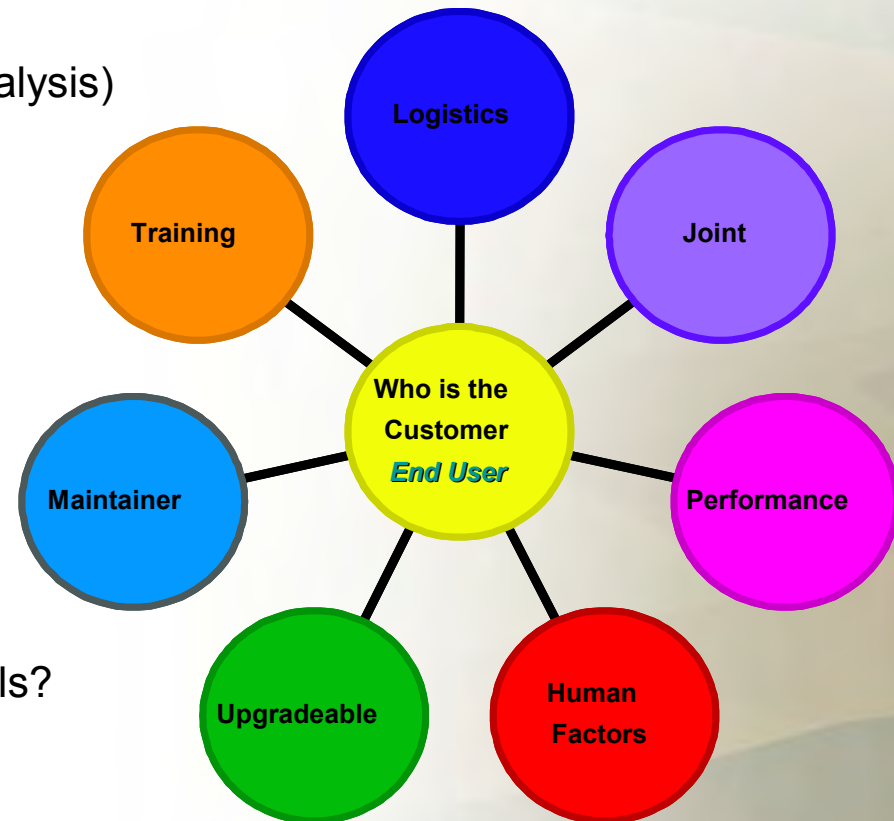 alysis)
Logistics
Training
Joint
Who is the
Customer
End User
Maintainer
Performance
ls?
Upgradeable
Human
Factors